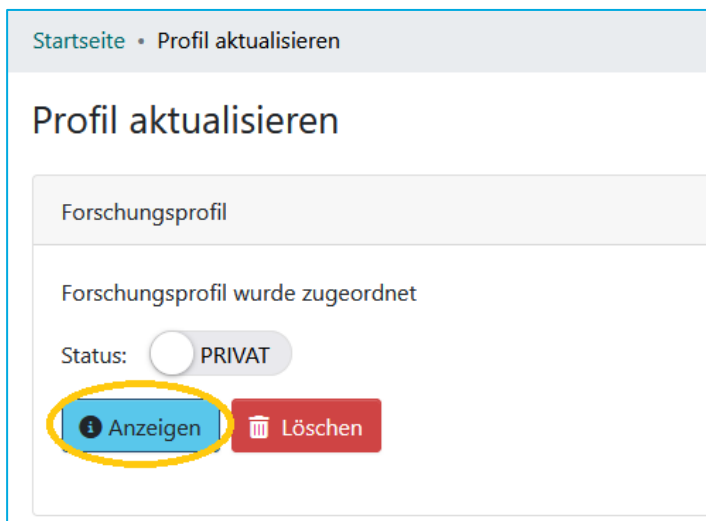 Startseite • Profil aktualisieren
Profil aktualisieren
Forschungsprofil
Forschungsprofil wurde zugeordnet
Status: PRIVAT
Anzeigen Löschen